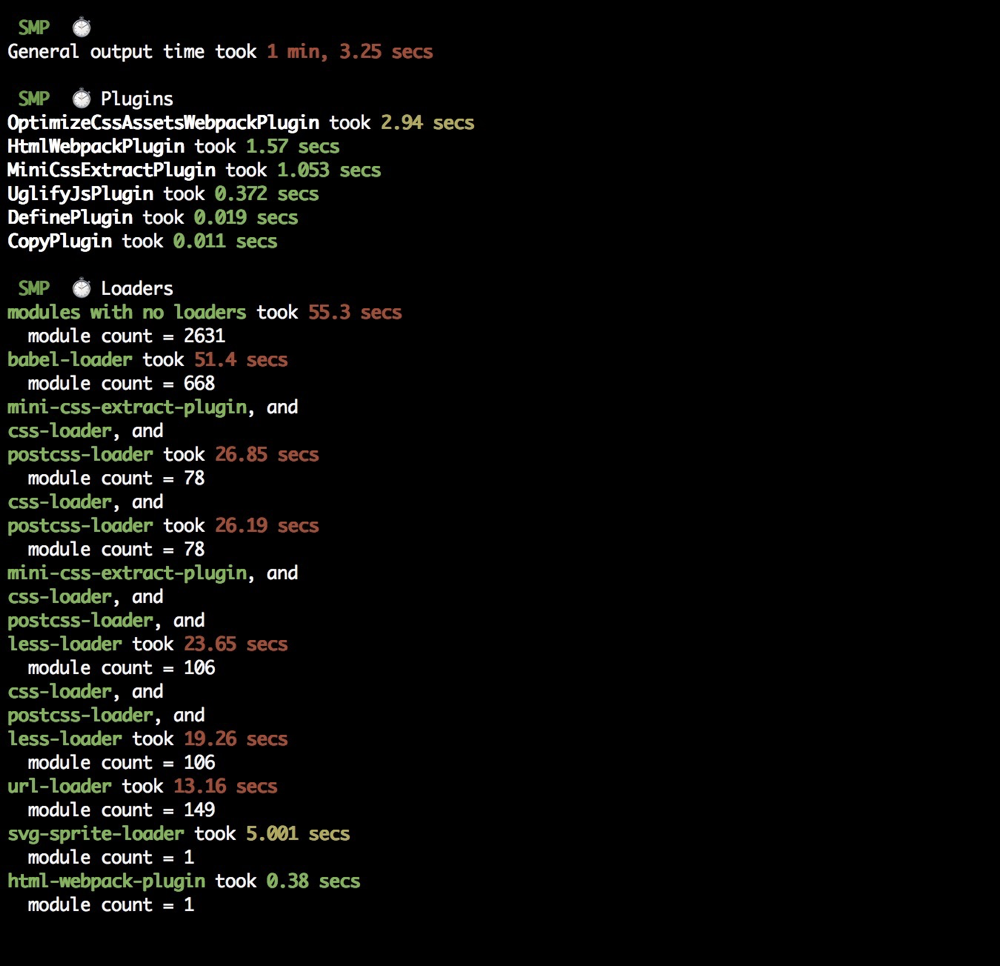 SMP ⏱
General output time took 1 min, 3.25 secs
SMP ⏱ Plugins
OptimizeCssAssetsWebpackPlugin took 2.94 secs
HtmlWebpackPlugin took 1.57 secs
MiniCssExtractPlugin took 1.053 secs
UglifyJsPlugin took 0.372 secs
DefinePlugin took 0.019 secs
CopyPlugin took 0.011 secs
SMP ⏱ Loaders
modules with no loaders took 55.3 secs
module count = 2631
babel-loader took 51.4 secs
module count = 668
mini-css-extract-plugin, and
css-loader, and
postcss-loader took 26.85 secs
module count = 78
css-loader, and
postcss-loader took 26.19 secs
module count = 78
mini-css-extract-plugin, and
css-loader, and
postcss-loader, and
less-loader took 23.65 secs
module count = 106
css-loader, and
postcss-loader, and
less-loader took 19.26 secs
module count = 106
url-loader took 13.16 secs
module count = 149
svg-sprite-loader took 5.001 secs
module count = 1
html-webpack-plugin took 0.38 secs
module count = 1